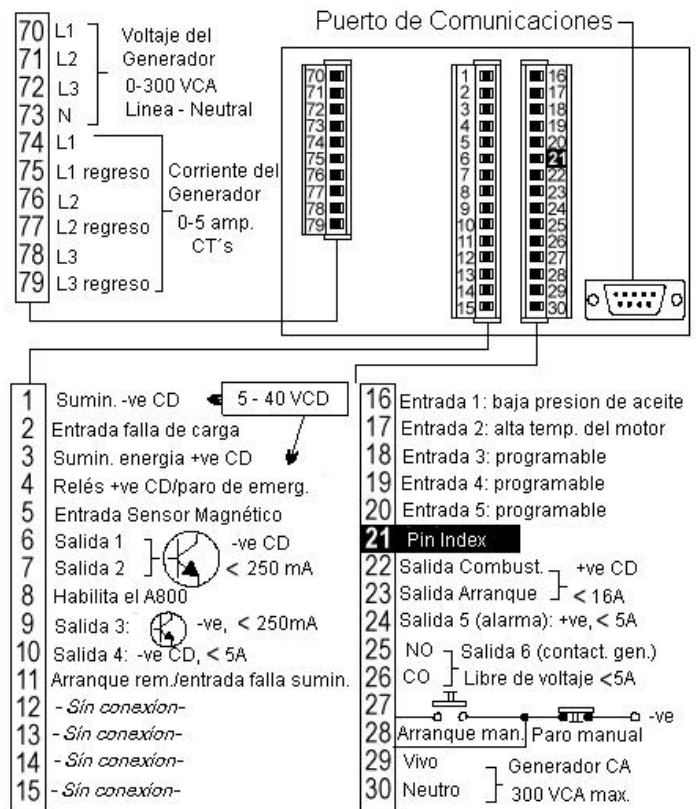 Puerto de Comunicaciones
70 L1
71 L2
72 L3
73 N
Voltaje del
Generador
0-300 VCA
Linea - Neutral
74 L1
75 L1 regreso
76 L2
77 L2 regreso
78 L3
79 L3 regreso
Corriente del
Generador
0-5 amp.
CT´s
70
71
72
73
74
75
76
77
78
79
1
2
3
4
5
6
7
8
9
10
11
12
13
14
15
16
17
18
19
20
21
22
23
24
25
26
27
28
29
30
1 Sumin. -ve CD
5 - 40 VCD
2 Entrada falla de carga
3 Sumin. energia +ve CD
4 Relés +ve CD/paro de emerg.
5 Entrada Sensor Magnético
6 Salida 1 -ve CD
7 Salida 2 < 250 mA
8 Habilita el A800
9 Salida 3: -ve, < 250mA
10 Salida 4: -ve CD, < 5A
11 Arranque rem./entrada falla sumin.
12 - Sín conexíon-
13 - Sín conexíon-
14 - Sín conexíon-
15 - Sín conexíon-
16 Entrada 1: baja presion de aceite
17 Entrada 2: alta temp. del motor
18 Entrada 3: programable
19 Entrada 4: programable
20 Entrada 5: programable
21 Pin Index
22 Salida Combust. +ve CD
23 Salida Arranque < 16A
24 Salida 5 (alarma): +ve, < 5A
25 NO Salida 6 (contact. gen.)
26 CO Libre de voltaje <5A
27 -ve
28 Arranque man. Paro manual
29 Vivo Generador CA
30 Neutro 300 VCA max.